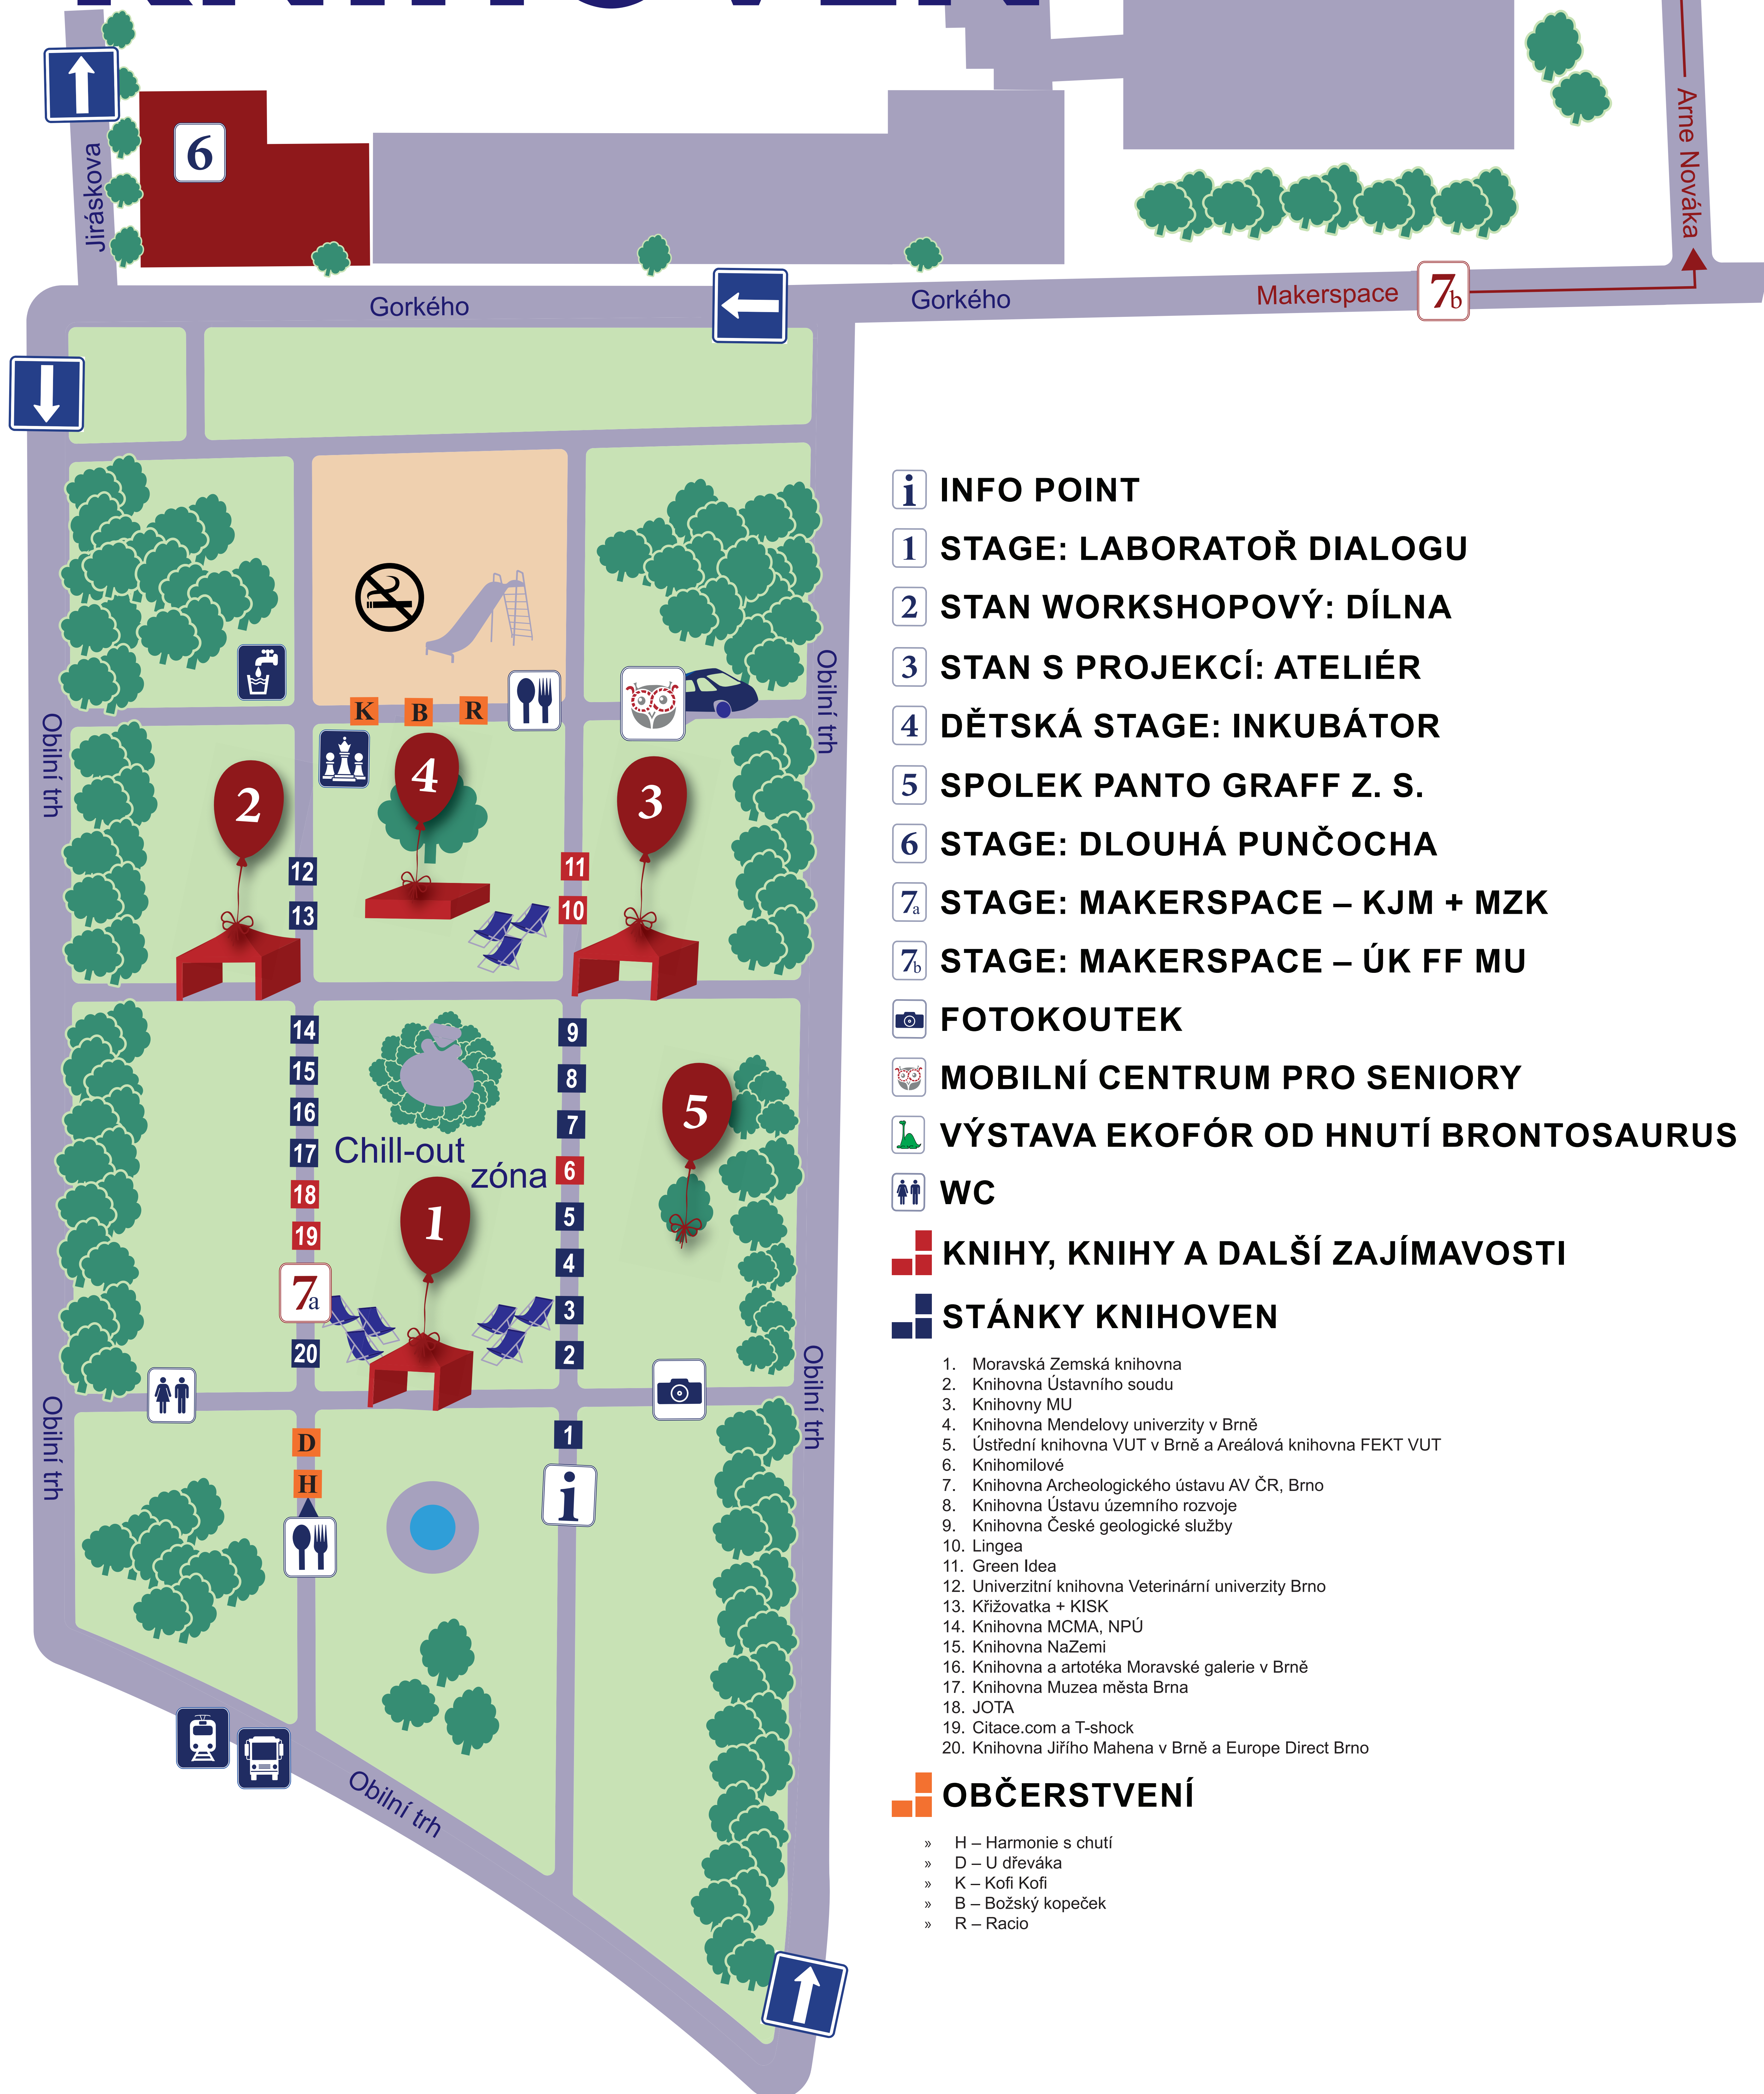 6
Jiráskova
Arne Nováka
Gorkého
Gorkého
Makerspace
7b
Obilní trh
Obilní trh
K
B
R
2
4
3
12
13
11
10
14
15
16
17
18
19
7a
20
9
8
7
6
5
4
3
2
Chill-out
zóna
5
1
Obilní trh
Obilní trh
D
H
1
i
Obilní trh
i INFO POINT
1 STAGE: LABORATOŘ DIALOGU
2 STAN WORKSHOPOVÝ: DÍLNA
3 STAN S PROJEKCÍ: ATELIÉR
4 DĚTSKÁ STAGE: INKUBÁTOR
5 SPOLEK PANTO GRAFF Z. S.
6 STAGE: DLOUHÁ PUNČOCHA
7a STAGE: MAKERSPACE – KJM + MZK
7b STAGE: MAKERSPACE – ÚK FF MU
FOTOKOUTEK
MOBILNÍ CENTRUM PRO SENIORY
VÝSTAVA EKOFÓR OD HNUTÍ BRONTOSAURUS
WC
KNIHY, KNIHY A DALŠÍ ZAJÍMAVOSTI
STÁNKY KNIHOVEN
1. Moravská Zemská knihovna
2. Knihovna Ústavního soudu
3. Knihovny MU
4. Knihovna Mendelovy univerzity v Brně
5. Ústřední knihovna VUT v Brně a Areálová knihovna FEKT VUT
6. Knihomilové
7. Knihovna Archeologického ústavu AV ČR, Brno
8. Knihovna Ústavu územního rozvoje
9. Knihovna České geologické služby
10. Lingea
11. Green Idea
12. Univerzitní knihovna Veterinární univerzity Brno
13. Křižovatka + KISK
14. Knihovna MCMA, NPÚ
15. Knihovna NaZemi
16. Knihovna a artotéka Moravské galerie v Brně
17. Knihovna Muzea města Brna
18. JOTA
19. Citace.com a T-shock
20. Knihovna Jiřího Mahena v Brně a Europe Direct Brno
OBČERSTVENÍ
» H – Harmonie s chutí
» D – U dřeváka
» K – Kofi Kofi
» B – Božský kopeček
» R – Racio